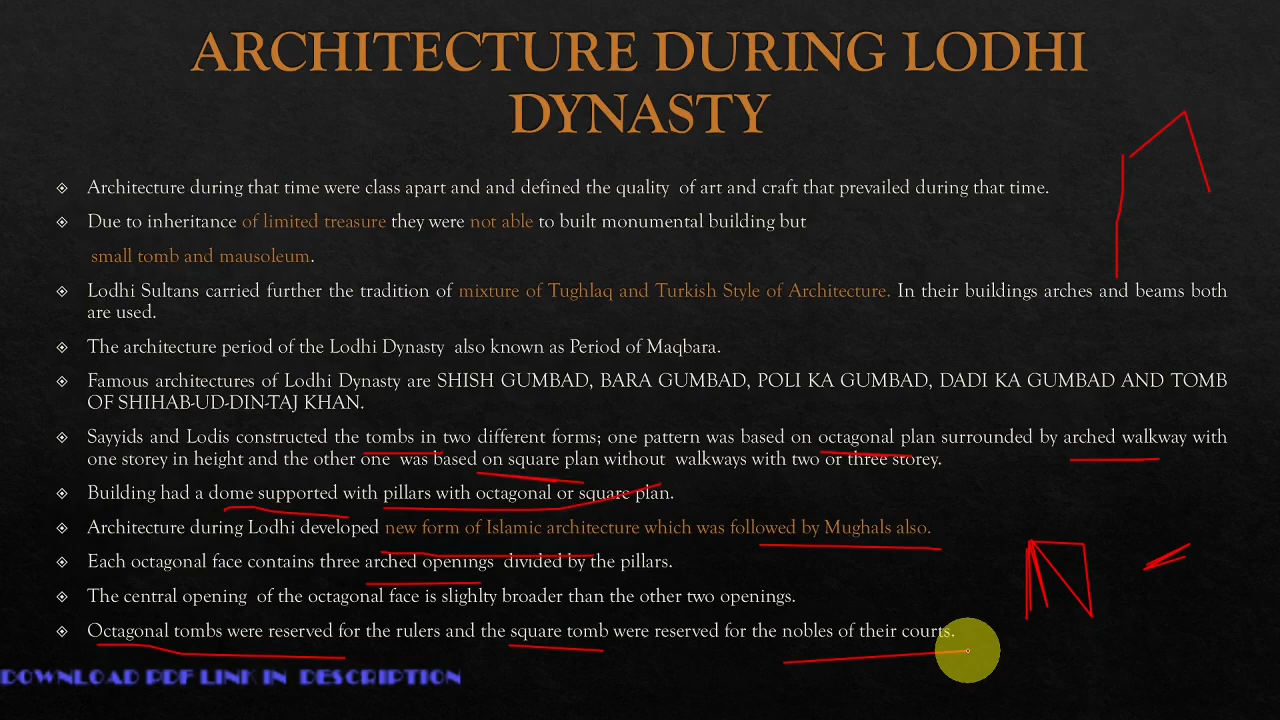 ARCHITECTURE DURING LODHI
DYNASTY
Architecture during that time were class apart and and defined the quality of art and craft that prevailed during that time.
Due to inheritance of limited treasure they were not able to built monumental building but
small tomb and mausoleum.
Lodhi Sultans carried further the tradition of mixture of Tughlaq and Turkish Style of Architecture. In their buildings arches and beams both
are used.
The architecture period of the Lodhi Dynasty also known as Period of Maqbara.
Famous architectures of Lodhi Dynasty are SHISH GUMBAD, BARA GUMBAD, POLI KA GUMBAD, DADI KA GUMBAD AND TOMB
OF SHIHAB-UD-DIN-TAJ KHAN.
Sayyids and Lodis constructed the tombs in two different forms; one pattern was based on octagonal plan surrounded by arched walkway with
one storey in height and the other one was based on square plan without walkways with two or three storey.
Building had a dome supported with pillars with octagonal or square plan.
Architecture during Lodhi developed new form of Islamic architecture which was followed by Mughals also.
Each octagonal face contains three arched openings divided by the pillars.
The central opening of the octagonal face is slighlty broader than the other two openings.
Octagonal tombs were reserved for the rulers and the square tomb were reserved for the nobles of their courts.
DOWNLOAD PDF LINK IN DESCRIPTION